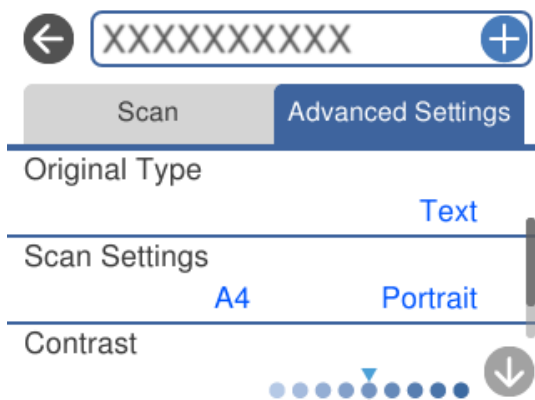 XXXXXXXXXX
Scan
Advanced Settings
Original Type
Text
Scan Settings
A4 Portrait
Contrast